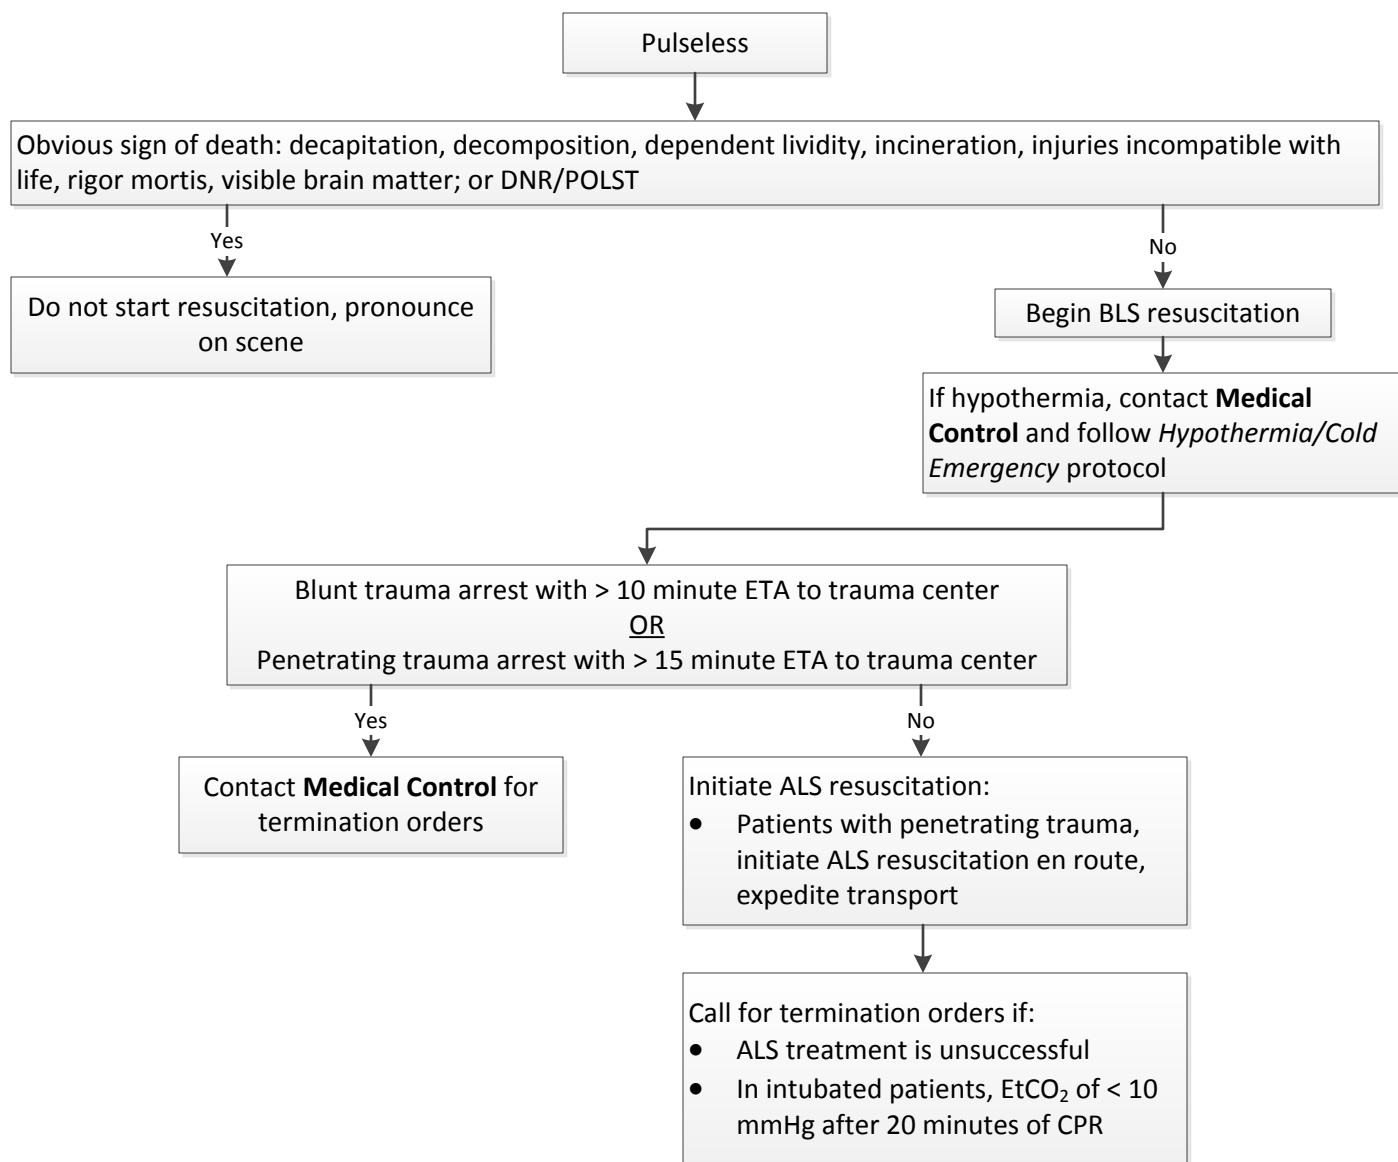 Pulseless
Obvious sign of death: decapitation, decomposition, dependent lividity, incineration, injuries incompatible with
life, rigor mortis, visible brain matter; or DNR/POLST
Yes
No
Do not start resuscitation, pronounce
on scene
Begin BLS resuscitation
If hypothermia, contact Medical
Control and follow Hypothermia/Cold
Emergency protocol
Blunt trauma arrest with > 10 minute ETA to trauma center
OR
Penetrating trauma arrest with > 15 minute ETA to trauma center
Yes
No
Contact Medical Control for
termination orders
Initiate ALS resuscitation:
• Patients with penetrating trauma,
initiate ALS resuscitation en route,
expedite transport
Call for termination orders if:
• ALS treatment is unsuccessful
• In intubated patients, EtCO₂ of < 10
mmHg after 20 minutes of CPR